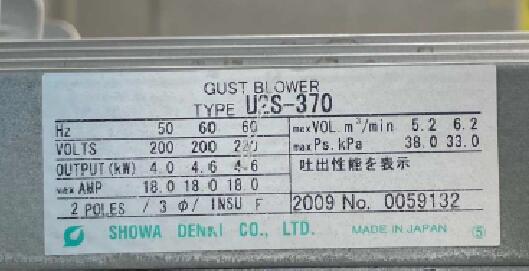 GUST BLOWER
TYPE U2S-370
Hz 50 60 60
VOLTS 200 200 220
OUTPUT (kW) 4.0 4.6 4.6
max AMP 18.0 18.0 18.0
2 POLES / 3 Φ / INSU F
max VOL. m³/min 5.2 6.2
max Ps. kPa 38.0 33.0
吐出性能を表示
2009 No. 0059132
SHOWA DENKI CO., LTD. MADE IN JAPAN ⑤